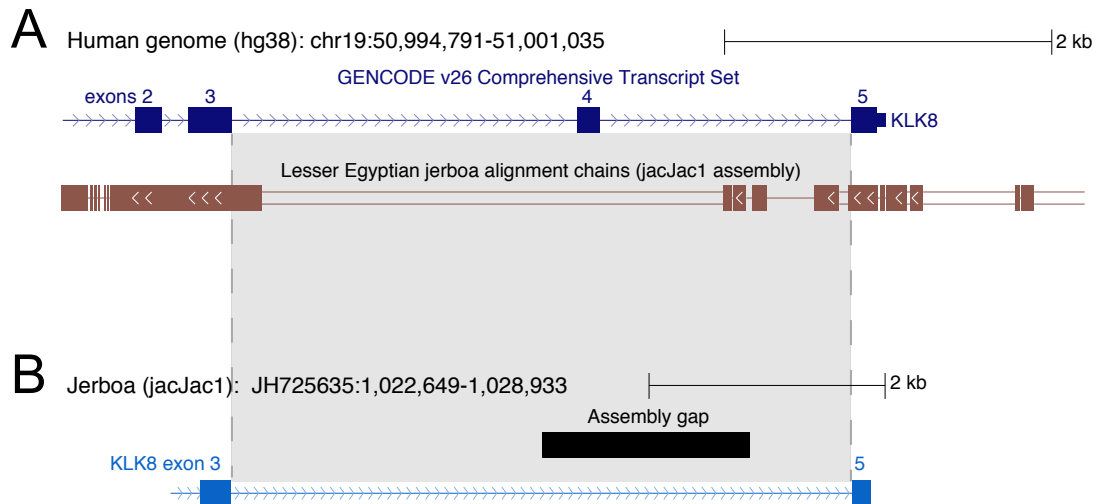 A Human genome (hg38): chr19:50,994,791-51,001,035 2 kb
GENCODE v26 Comprehensive Transcript Set
exons 2 3 4 5
KLK8
Lesser Egyptian jerboa alignment chains (jacJac1 assembly)
B Jerboa (jacJac1): JH725635:1,022,649-1,028,933 2 kb
Assembly gap
KLK8 exon 3 5